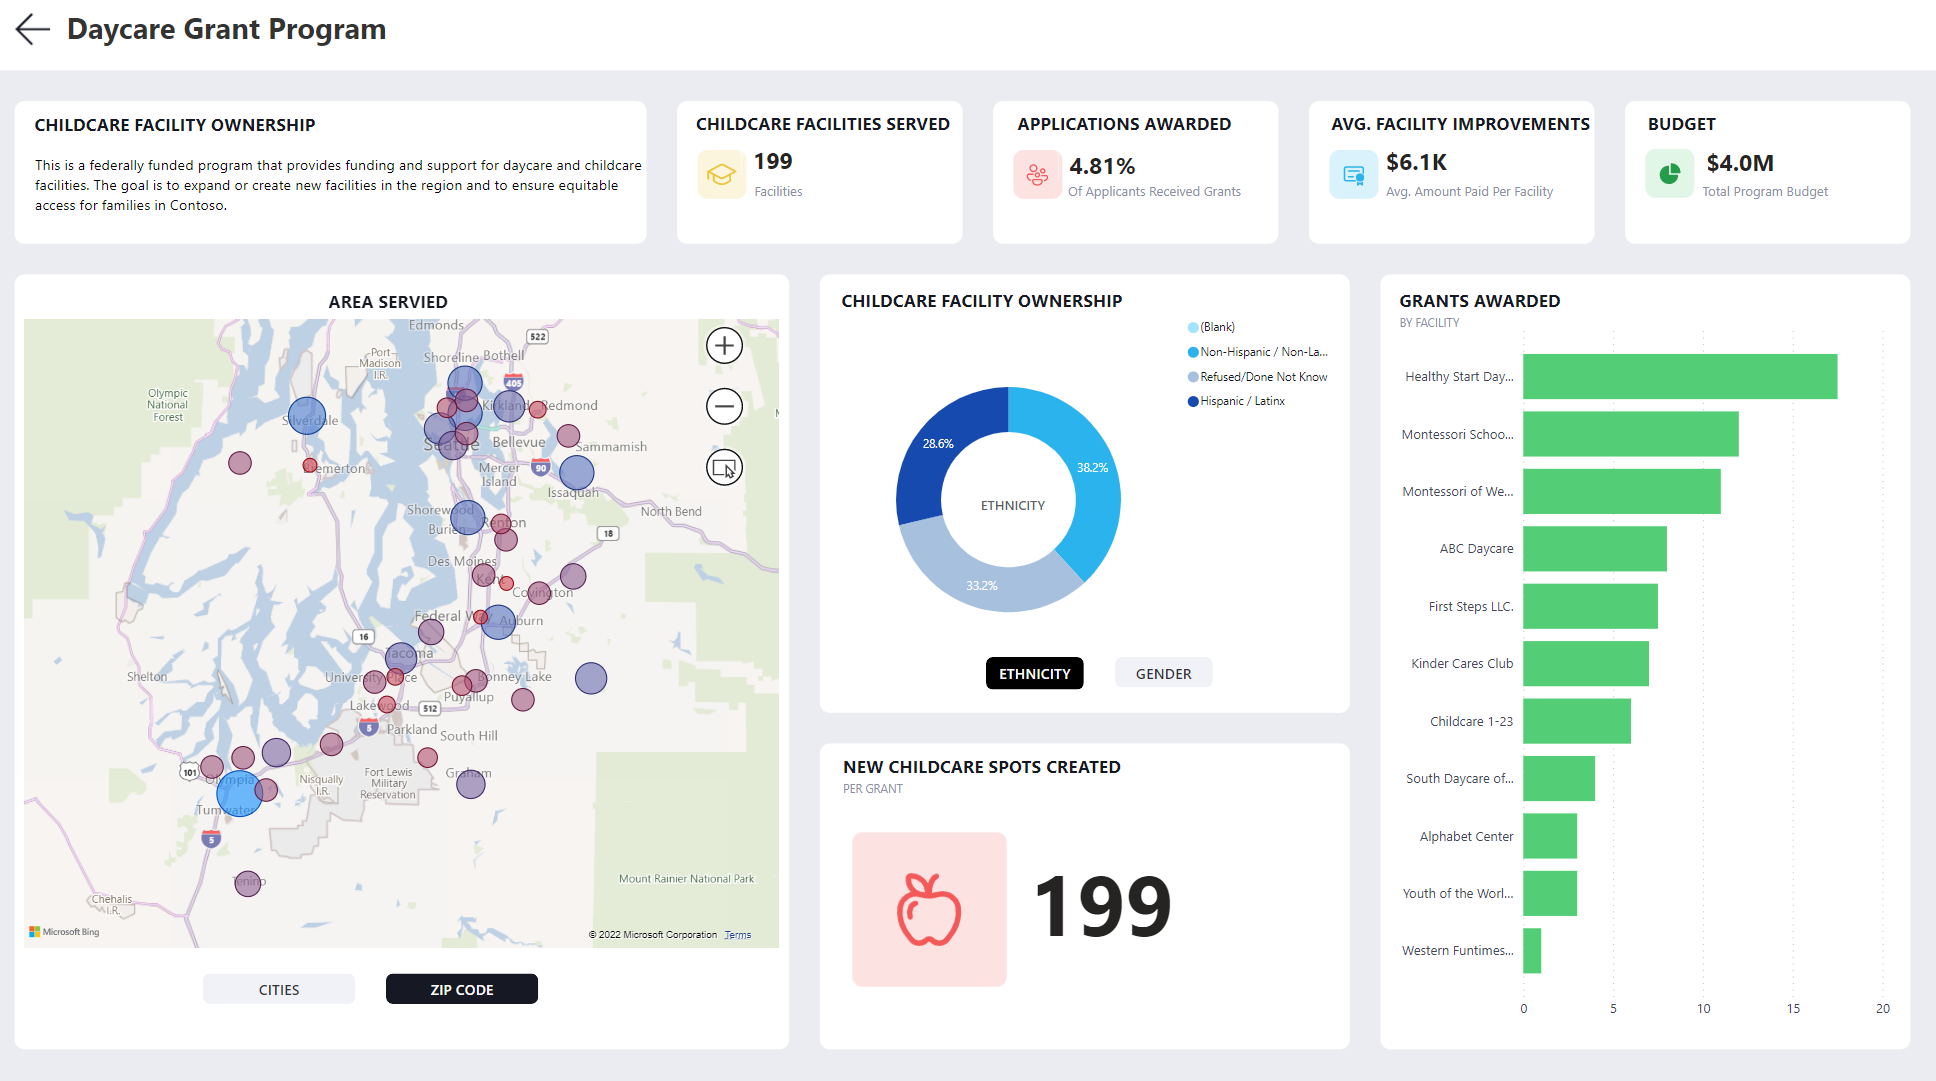 Daycare Grant Program
CHILDCARE FACILITY OWNERSHIP
This is a federally funded program that provides funding and support for daycare and childcare
facilities. The goal is to expand or create new facilities in the region and to ensure equitable
access for families in Contoso.
CHILDCARE FACILITIES SERVED
199
Facilities
APPLICATIONS AWARDED
4.81%
Of Applicants Received Grants
AVG. FACILITY IMPROVEMENTS
$6.1K
Avg. Amount Paid Per Facility
BUDGET
$4.0M
Total Program Budget
AREA SERVIED
Edmonds
522
Port
Madison
I.R.
Shoreline
Bothell
405
Olympic
National
Forest
Kirkland
Redmond
Silverdale
Seattle
Bellevue
Sammamish
Bremerton
Mercer
Island
90
Issaquah
Shorewood
Burien
Renton
North Bend
18
Des Moines
Kent
Covington
Federal Way
Auburn
16
Tacoma
Shelton
University Place
Bonney Lake
Puyallup
Lakewood
512
5
Parkland
South Hill
101
Olympia
Nisqually
I.R.
Fort Lewis
Military
Reservation
Graham
Tumwater
5
Tenino
Mount Rainier National Park
Chehalis
I.R.
Microsoft Bing
© 2022 Microsoft Corporation Terms
CITIES
ZIP CODE
CHILDCARE FACILITY OWNERSHIP
(Blank)
Non-Hispanic / Non-La...
Refused/Done Not Know
Hispanic / Latinx
28.6%
38.2%
ETHNICITY
33.2%
ETHNICITY
GENDER
NEW CHILDCARE SPOTS CREATED
PER GRANT
199
GRANTS AWARDED
BY FACILITY
Healthy Start Day...
Montessori Schoo...
Montessori of We...
ABC Daycare
First Steps LLC.
Kinder Cares Club
Childcare 1-23
South Daycare of...
Alphabet Center
Youth of the Worl...
Western Funtimes...
0 5 10 15 20